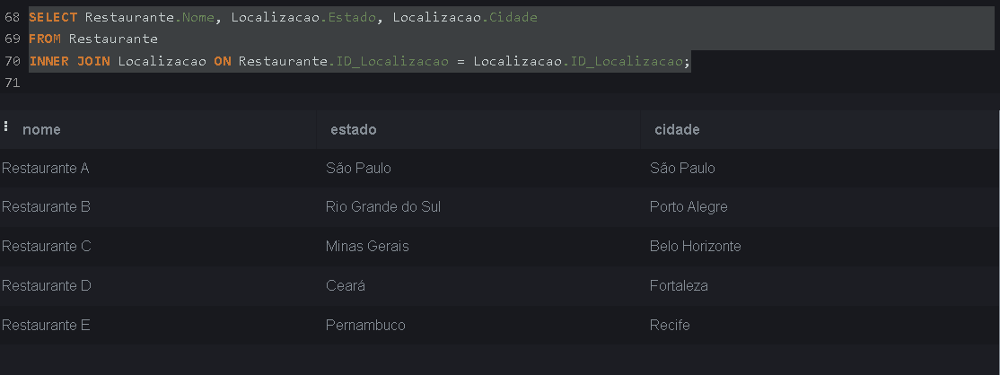 68 SELECT Restaurante.Nome, Localizacao.Estado, Localizacao.Cidade
69 FROM Restaurante
70 INNER JOIN Localizacao ON Restaurante.ID_Localizacao = Localizacao.ID_Localizacao;
71
nome estado cidade
Restaurante A São Paulo São Paulo
Restaurante B Rio Grande do Sul Porto Alegre
Restaurante C Minas Gerais Belo Horizonte
Restaurante D Ceará Fortaleza
Restaurante E Pernambuco Recife